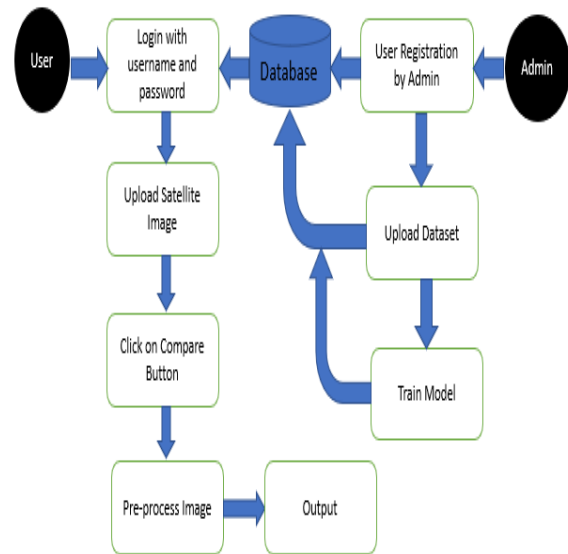 User
Login with
username and
password
Database
User Registration
by Admin
Admin
Upload Satellite
Image
Upload Dataset
Click on Compare
Button
Train Model
Pre-process Image
Output